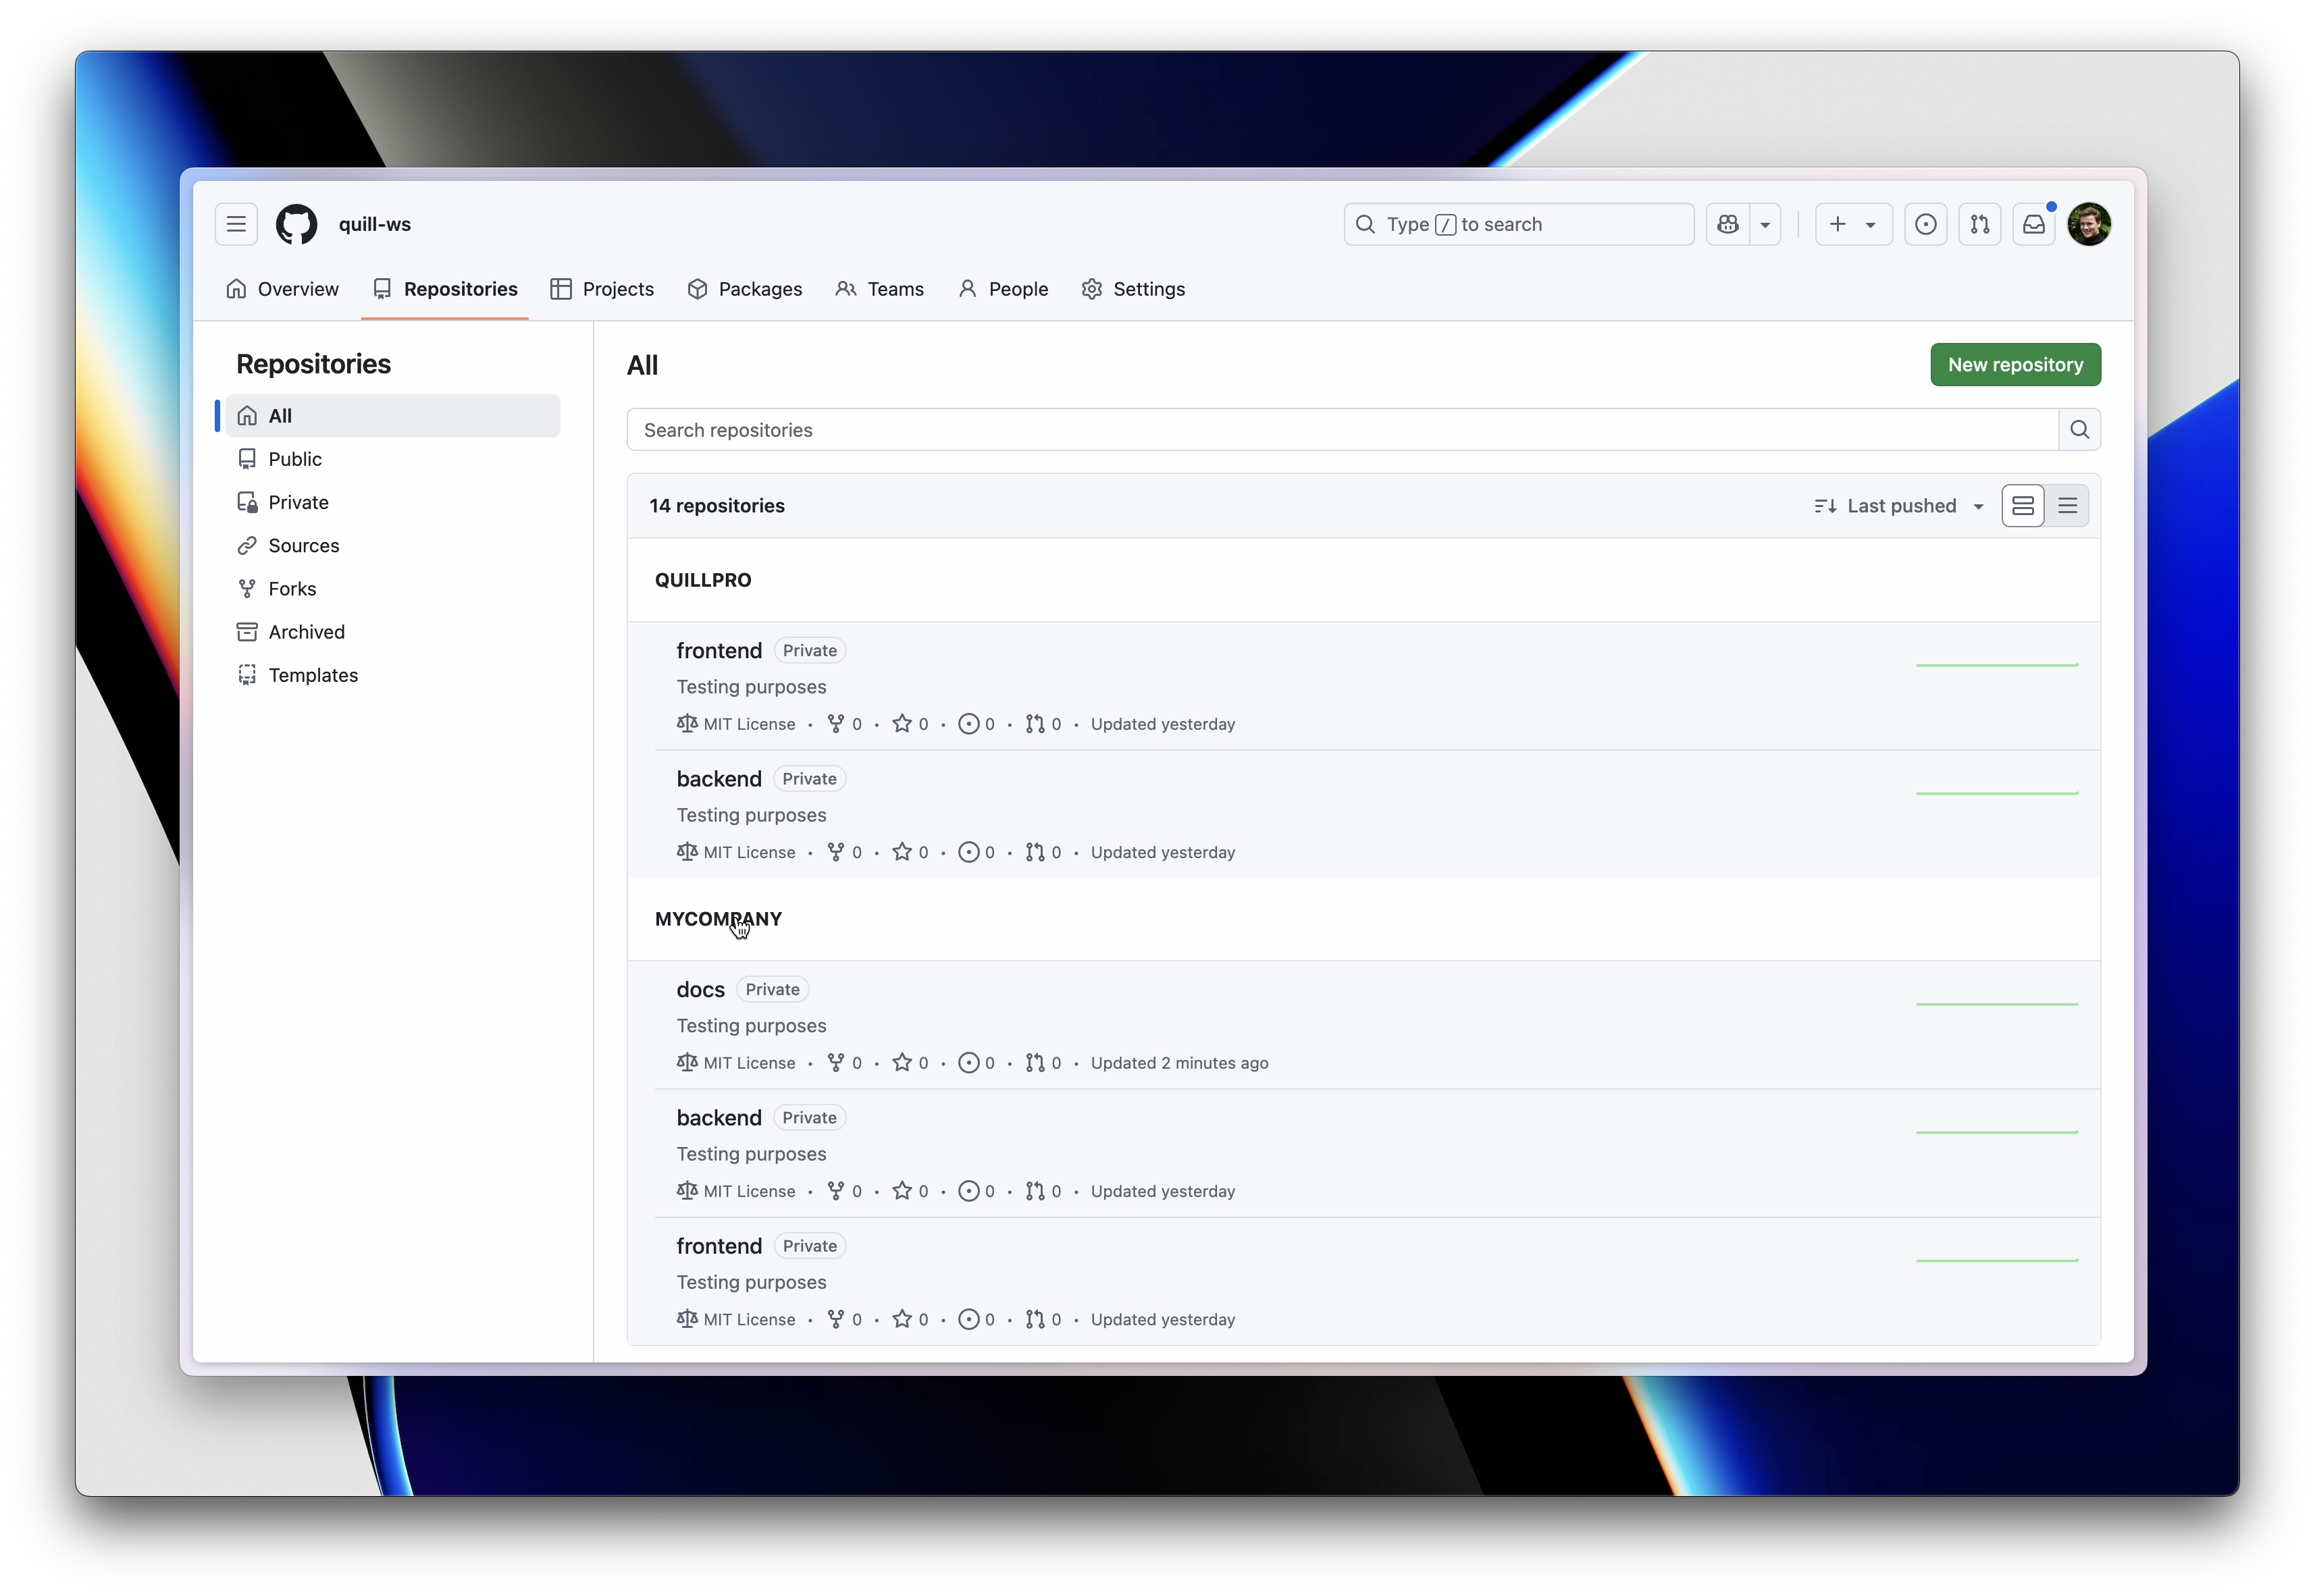 quill-ws
Type / to search
Overview Repositories Projects Packages Teams People Settings
Repositories
All
Public
Private
Sources
Forks
Archived
Templates
All
New repository
Search repositories
14 repositories
Last pushed
QUILLPRO
frontend Private
Testing purposes
MIT License · 0 · 0 · 0 · 0 · Updated yesterday
backend Private
Testing purposes
MIT License · 0 · 0 · 0 · 0 · Updated yesterday
MYCOMPANY
docs Private
Testing purposes
MIT License · 0 · 0 · 0 · 0 · Updated 2 minutes ago
backend Private
Testing purposes
MIT License · 0 · 0 · 0 · 0 · Updated yesterday
frontend Private
Testing purposes
MIT License · 0 · 0 · 0 · 0 · Updated yesterday